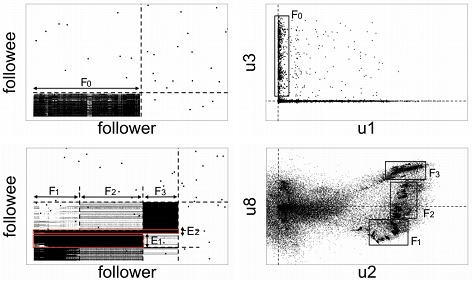 followee
F₀
follower
u3
F₀
u1
followee
F₁
F₂
F₃
E₂
E₁
follower
u8
F₃
F₂
F₁
u2